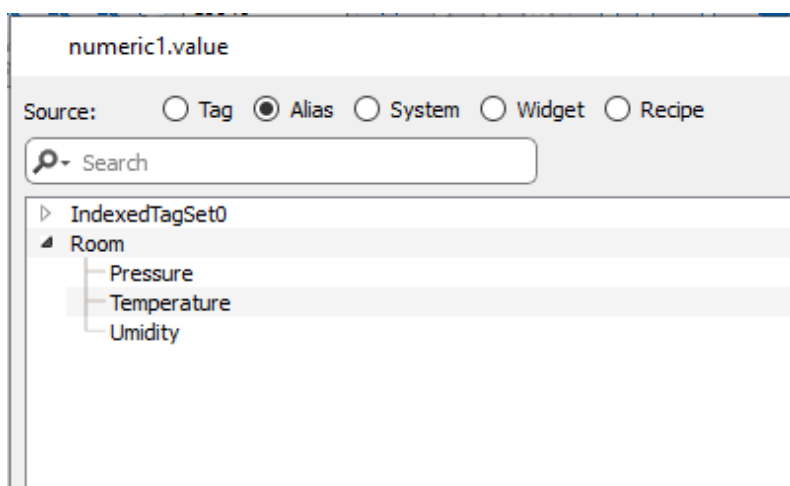 numeric1.value
Source: Tag Alias System Widget Recipe
Search
IndexedTagSet0
Room
Pressure
Temperature
Umidity